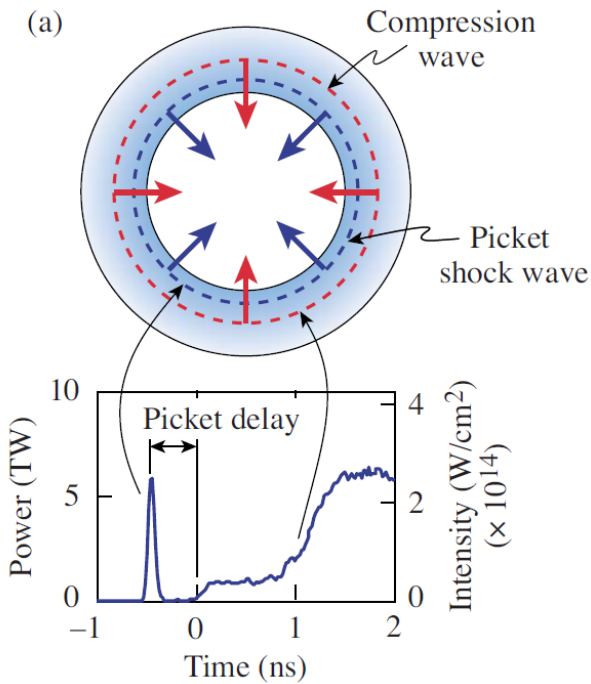 (a)
Compression
wave
Picket
shock wave
Picket delay
10
5
0
Power (TW)
4
2
0
Intensity (W/cm²)
(× 10¹⁴)
–1
0
1
2
Time (ns)